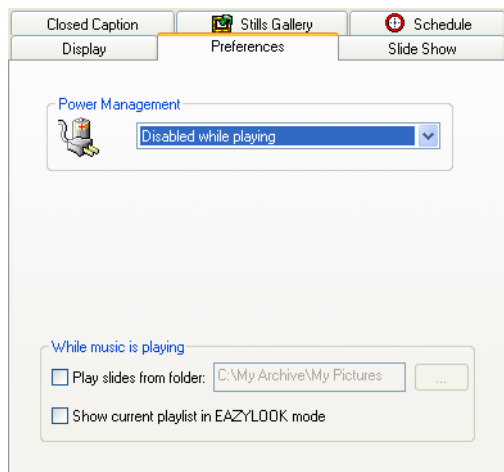 Closed Caption
Stills Gallery
Schedule
Display
Preferences
Slide Show
Power Management
Disabled while playing
While music is playing
Play slides from folder: C:\My Archive\My Pictures ...
Show current playlist in EAZYLOOK mode